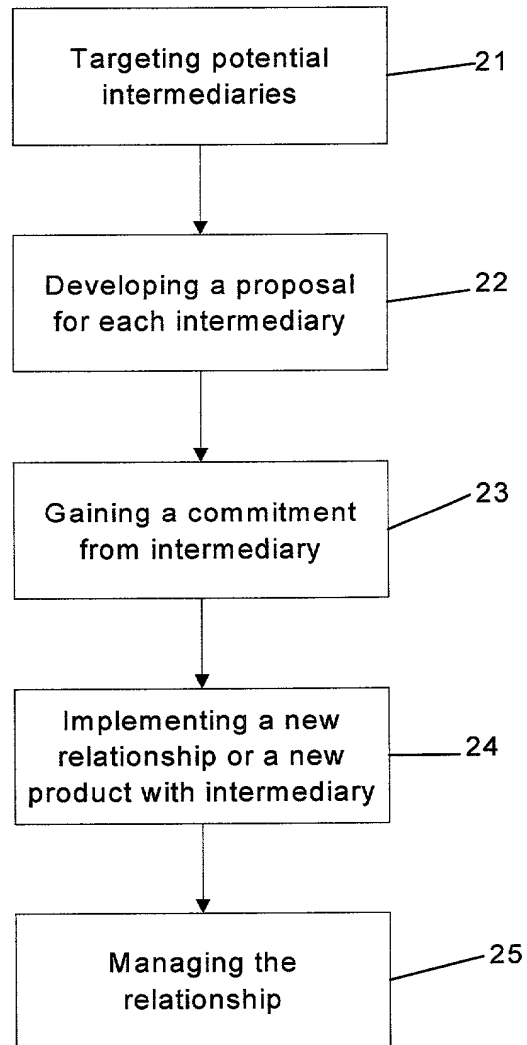 Targeting potential
intermediaries
21
Developing a proposal
for each intermediary
22
Gaining a commitment
from intermediary
23
Implementing a new
relationship or a new
product with intermediary
24
Managing the
relationship
25